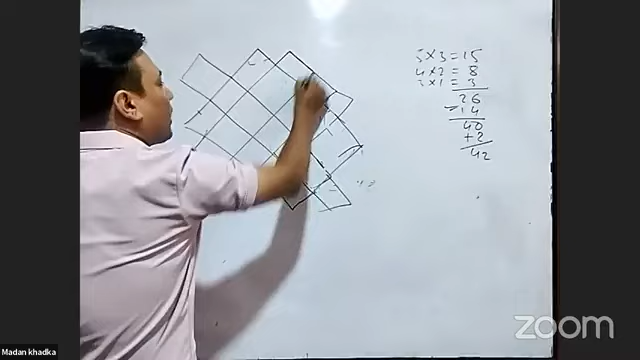 5 × 3 = 15
4 × 2 = 8
3 × 1 = 3
26
14
40
+2
42
zoom
Madan khadka